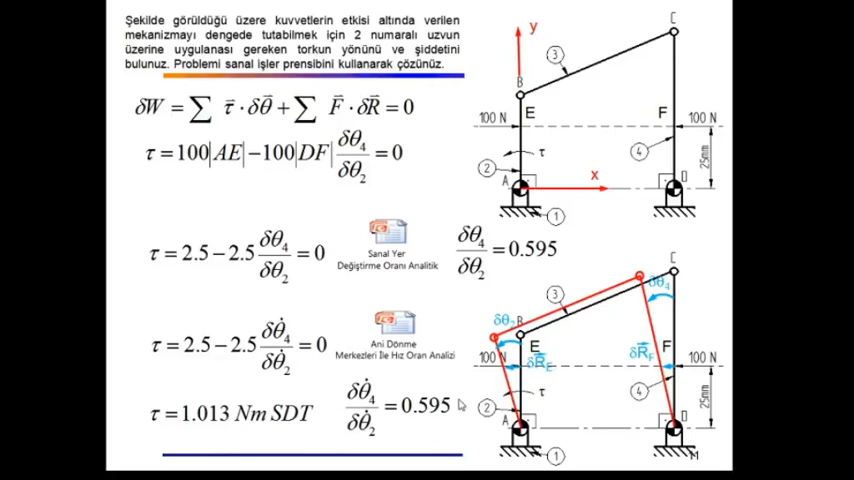 Şekilde görüldüğü üzere kuvvetlerin etkisi altında verilen
mekanizmayı dengede tutabilmek için 2 numaralı uzvun
üzerine uygulanası gereken torkun yönünü ve şiddetini
bulunuz. Problemi sanal işler prensibini kullanarak çözünüz.
δW = ∑ τ⃗ · δθ⃗ + ∑ F⃗ · δR⃗ = 0
τ = 100|AE| − 100|DF| δθ₄/δθ₂ = 0
τ = 2.5 − 2.5 δθ₄/δθ₂ = 0
Sanal Yer
Değiştirme Oranı Analitik
δθ₄/δθ₂ = 0.595
τ = 2.5 − 2.5 δθ̇₄/δθ̇₂ = 0
Ani Dönme
Merkezleri İle Hız Oran Analizi
τ = 1.013 Nm SDT
δθ̇₄/δθ̇₂ = 0.595
y
C
3
B
100 N
E
F
100 N
2
τ
4
25mm
A
x
D
1
C
δθ₄
3
δθ₂
B
E
δR⃗_E
δR⃗_F
F
100 N
100 N
2
τ
4
25mm
A
D
1